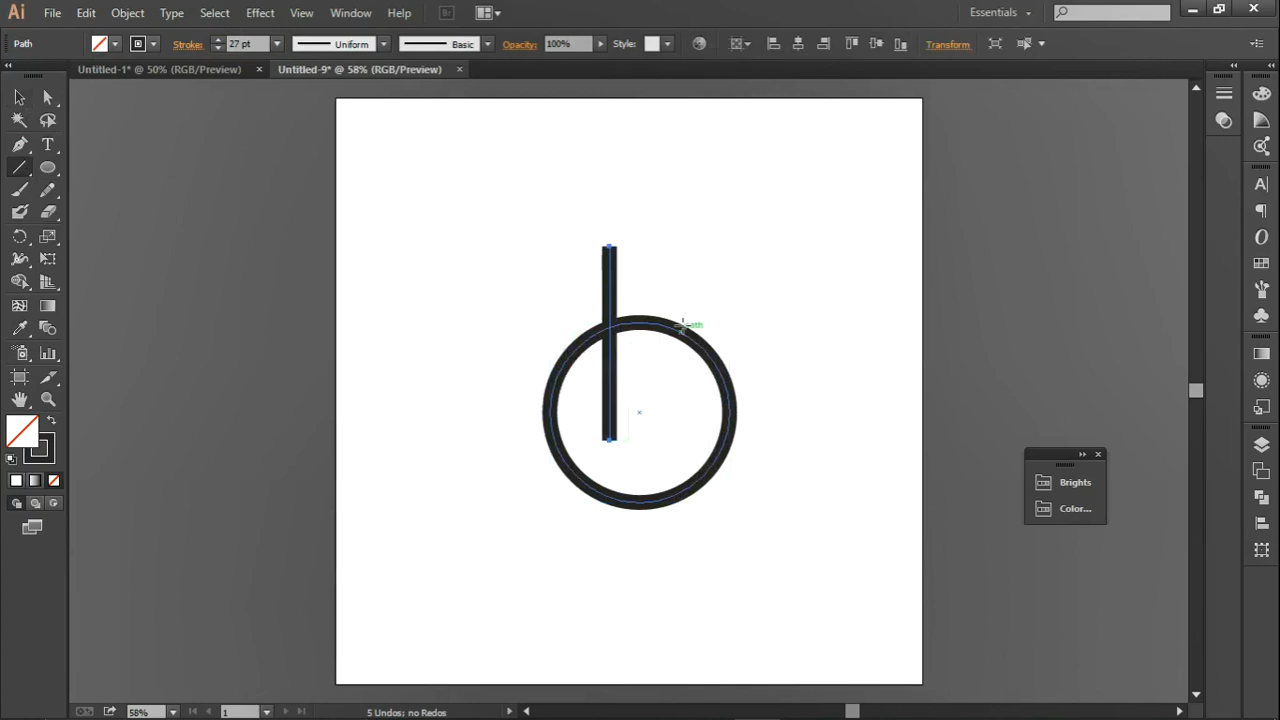 Ai File Edit Object Type Select Effect View Window Help Br Essentials
Path Stroke: 27 pt Uniform Basic Opacity: 100% Style: Transform
Untitled-1* @ 50% (RGB/Preview) × Untitled-9* @ 58% (RGB/Preview) ×
Brights
Color...
58% 1 5 Undos; no Redos